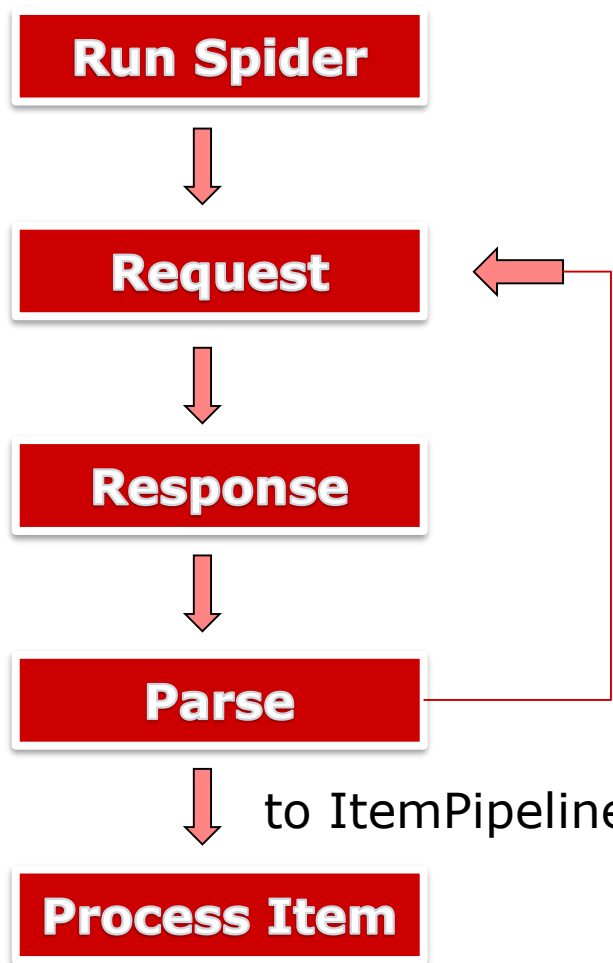 Run Spider
Request
Response
Parse
to ItemPipeline
Process Item